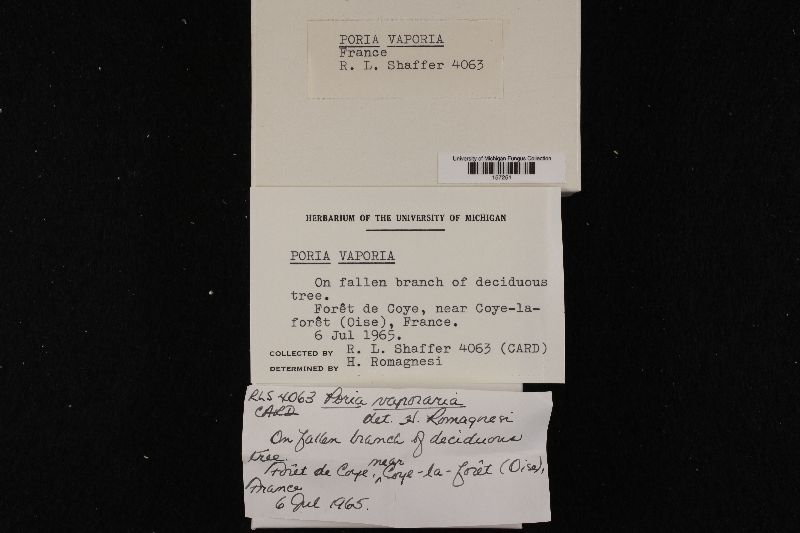 PORIA VAPORIA
France
R. L. Shaffer 4063
University of Michigan Fungus Collection
157251
HERBARIUM OF THE UNIVERSITY OF MICHIGAN
PORIA VAPORIA
On fallen branch of deciduous
tree.
Forêt de Coye, near Coye-la-
forêt (Oise), France.
6 Jul 1965.
COLLECTED BY R. L. Shaffer 4063 (CARD)
DETERMINED BY H. Romagnesi
RLS 4063 Poria vaporaria
CARD det. H. Romagnesi
On fallen branch of deciduous
tree.
Forêt de Coye, near Coye-la-forêt (Oise),
France
6 Jul 1965.